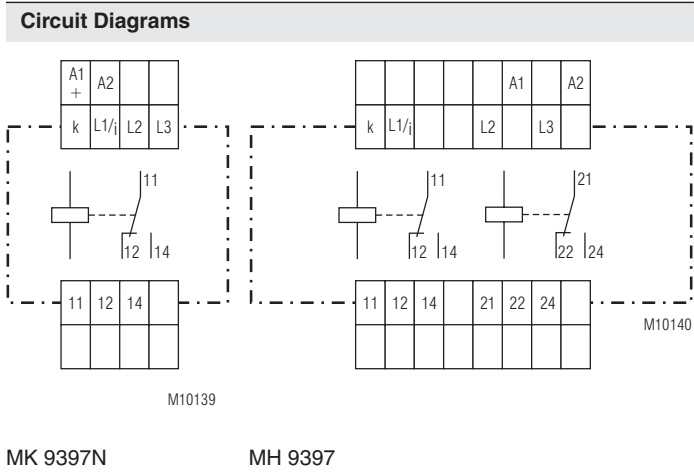 Circuit Diagrams
A1 + A2
k L1/i L2 L3
11
12 14
11 12 14
M10139
A1 A2
k L1/i L2 L3
11 21
12 14 22 24
11 12 14 21 22 24
M10140
MK 9397N MH 9397